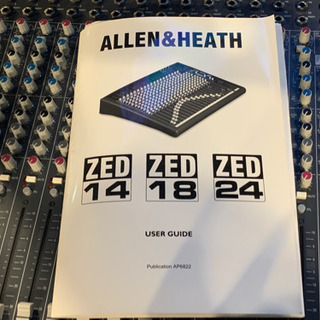 ALLEN&HEATH
ZED ZED ZED
14 18 24
USER GUIDE
Publication AP6822